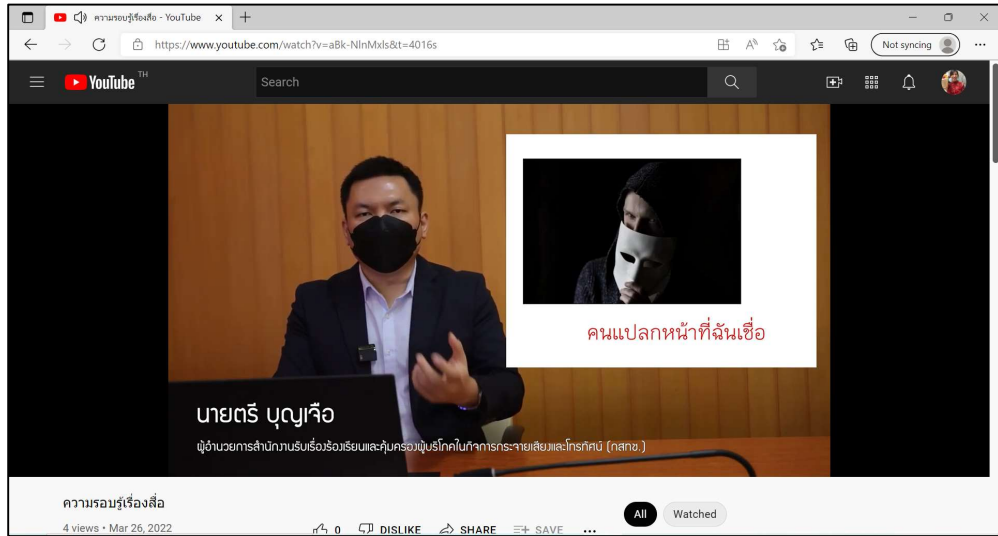 ความรอบรู้เรื่องสื่อ - YouTube
https://www.youtube.com/watch?v=aBk-NlnMxls&t=4016s
Not syncing
YouTube TH
Search
คนแปลกหน้าที่ฉันเชื่อ
นายตรี บุญเจือ
ผู้อำนวยการสำนักงานรับเรื่องร้องเรียนและคุ้มครองผู้บริโภคในกิจการกระจายเสียงและโทรทัศน์ (กสทช.)
ความรอบรู้เรื่องสื่อ
All
Watched
4 views • Mar 26, 2022
0
DISLIKE
SHARE
SAVE